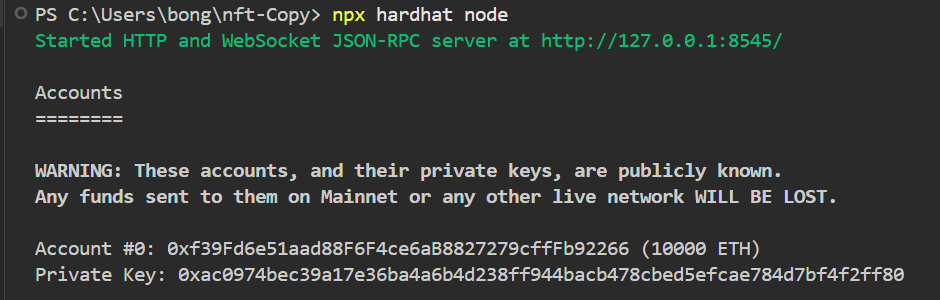 PS C:\Users\bong\nft-Copy> npx hardhat node
Started HTTP and WebSocket JSON-RPC server at http://127.0.0.1:8545/
Accounts
========
WARNING: These accounts, and their private keys, are publicly known.
Any funds sent to them on Mainnet or any other live network WILL BE LOST.
Account #0: 0xf39Fd6e51aad88F6F4ce6aB8827279cffFb92266 (10000 ETH)
Private Key: 0xac0974bec39a17e36ba4a6b4d238ff944bacb478cbed5efcae784d7bf4f2ff80